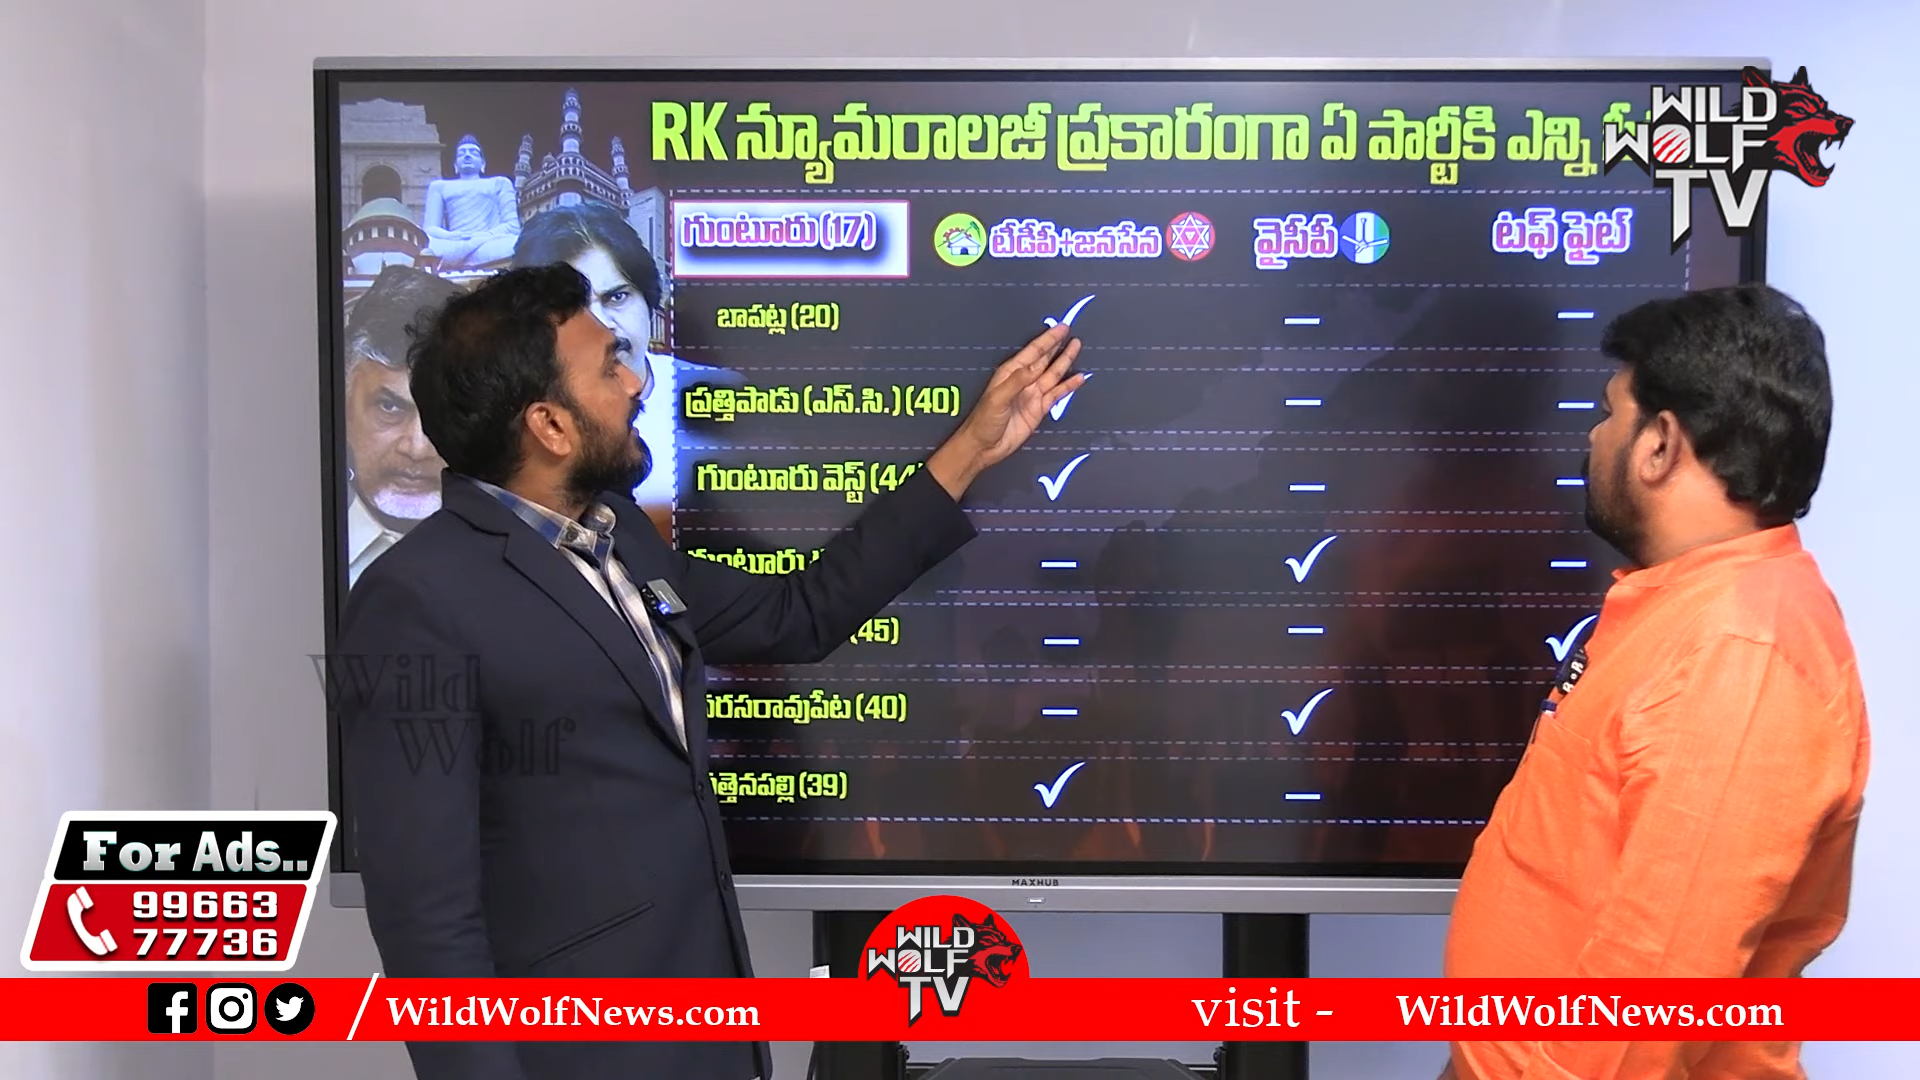 RK న్యూమరాలజీ ప్రకారంగా ఏ పార్టీకి ఎన్ని
WILD WOLF TV
గుంటూరు (17) టీడీపీ+జనసేన వైసీపీ టఫ్ ఫైట్
బాపట్ల (20)
ప్రత్తిపాడు (ఎస్.సి.) (40)
గుంటూరు వెస్ట్ (44
గుంటూరు
(45)
రసరావుపేట (40)
త్తెనపల్లి (39)
Wild
Wolf
MAXHUB
For Ads..
99663
77736
WILD
WOLF
TV
WildWolfNews.com
visit - WildWolfNews.com